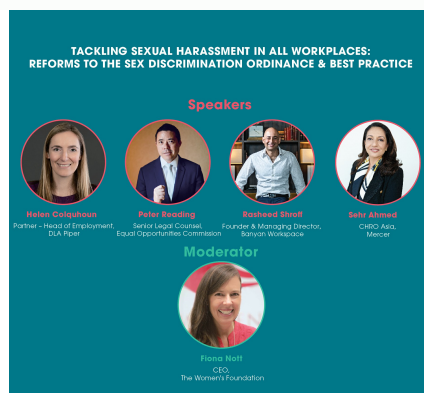 TACKLING SEXUAL HARASSMENT IN ALL WORKPLACES:
REFORMS TO THE SEX DISCRIMINATION ORDINANCE & BEST PRACTICE
Speakers
Helen Colquhoun
Partner – Head of Employment,
DLA Piper
Peter Reading
Senior Legal Counsel,
Equal Opportunities Commission
Rasheed Shroff
Founder & Managing Director,
Banyan Workspace
Sehr Ahmed
CHRO Asia,
Mercer
Moderator
Fiona Nott
CEO,
The Women's Foundation